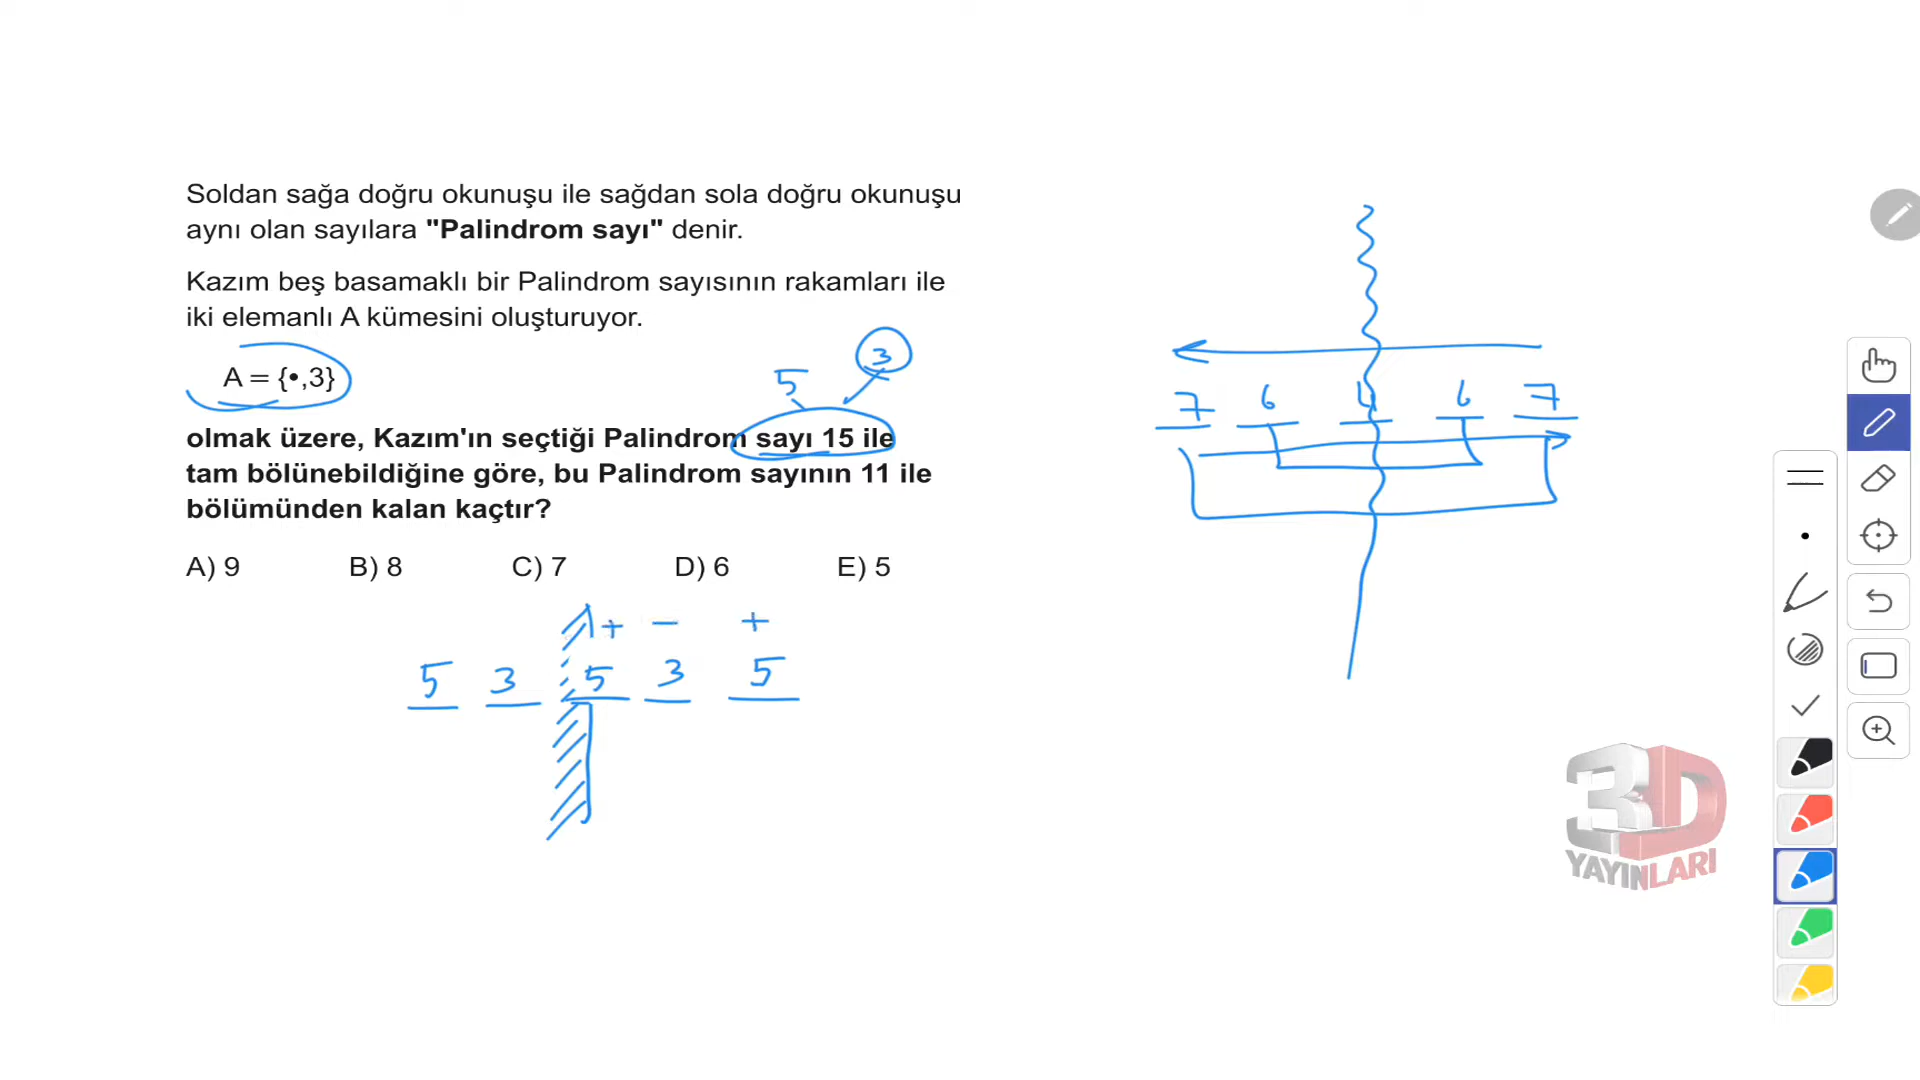 Soldan sağa doğru okunuşu ile sağdan sola doğru okunuşu
aynı olan sayılara "Palindrom sayı" denir.
Kazım beş basamaklı bir Palindrom sayısının rakamları ile
iki elemanlı A kümesini oluşturuyor.
A = {•,3}
5 3
olmak üzere, Kazım'ın seçtiği Palindrom sayı 15 ile
tam bölünebildiğine göre, bu Palindrom sayının 11 ile
bölümünden kalan kaçtır?
A) 9 B) 8 C) 7 D) 6 E) 5
+ − +
5 3 5 3 5
7 6 4 6 7
3D
YAYINLARI